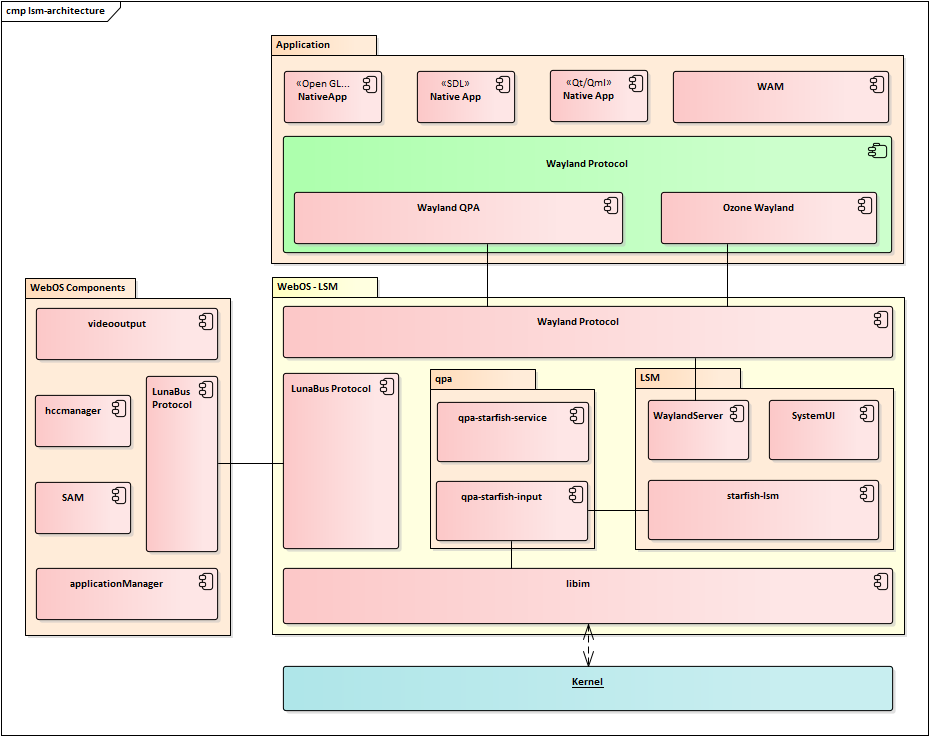 cmp lsm-architecture
Application
«Open GL...
NativeApp
«SDL»
Native App
«Qt/Qml»
Native App
WAM
Wayland Protocol
Wayland QPA
Ozone Wayland
WebOS Components
videooutput
hccmanager
LunaBus
Protocol
SAM
applicationManager
WebOS - LSM
Wayland Protocol
LunaBus Protocol
qpa
qpa-starfish-service
qpa-starfish-input
LSM
WaylandServer
SystemUI
starfish-lsm
libim
Kernel